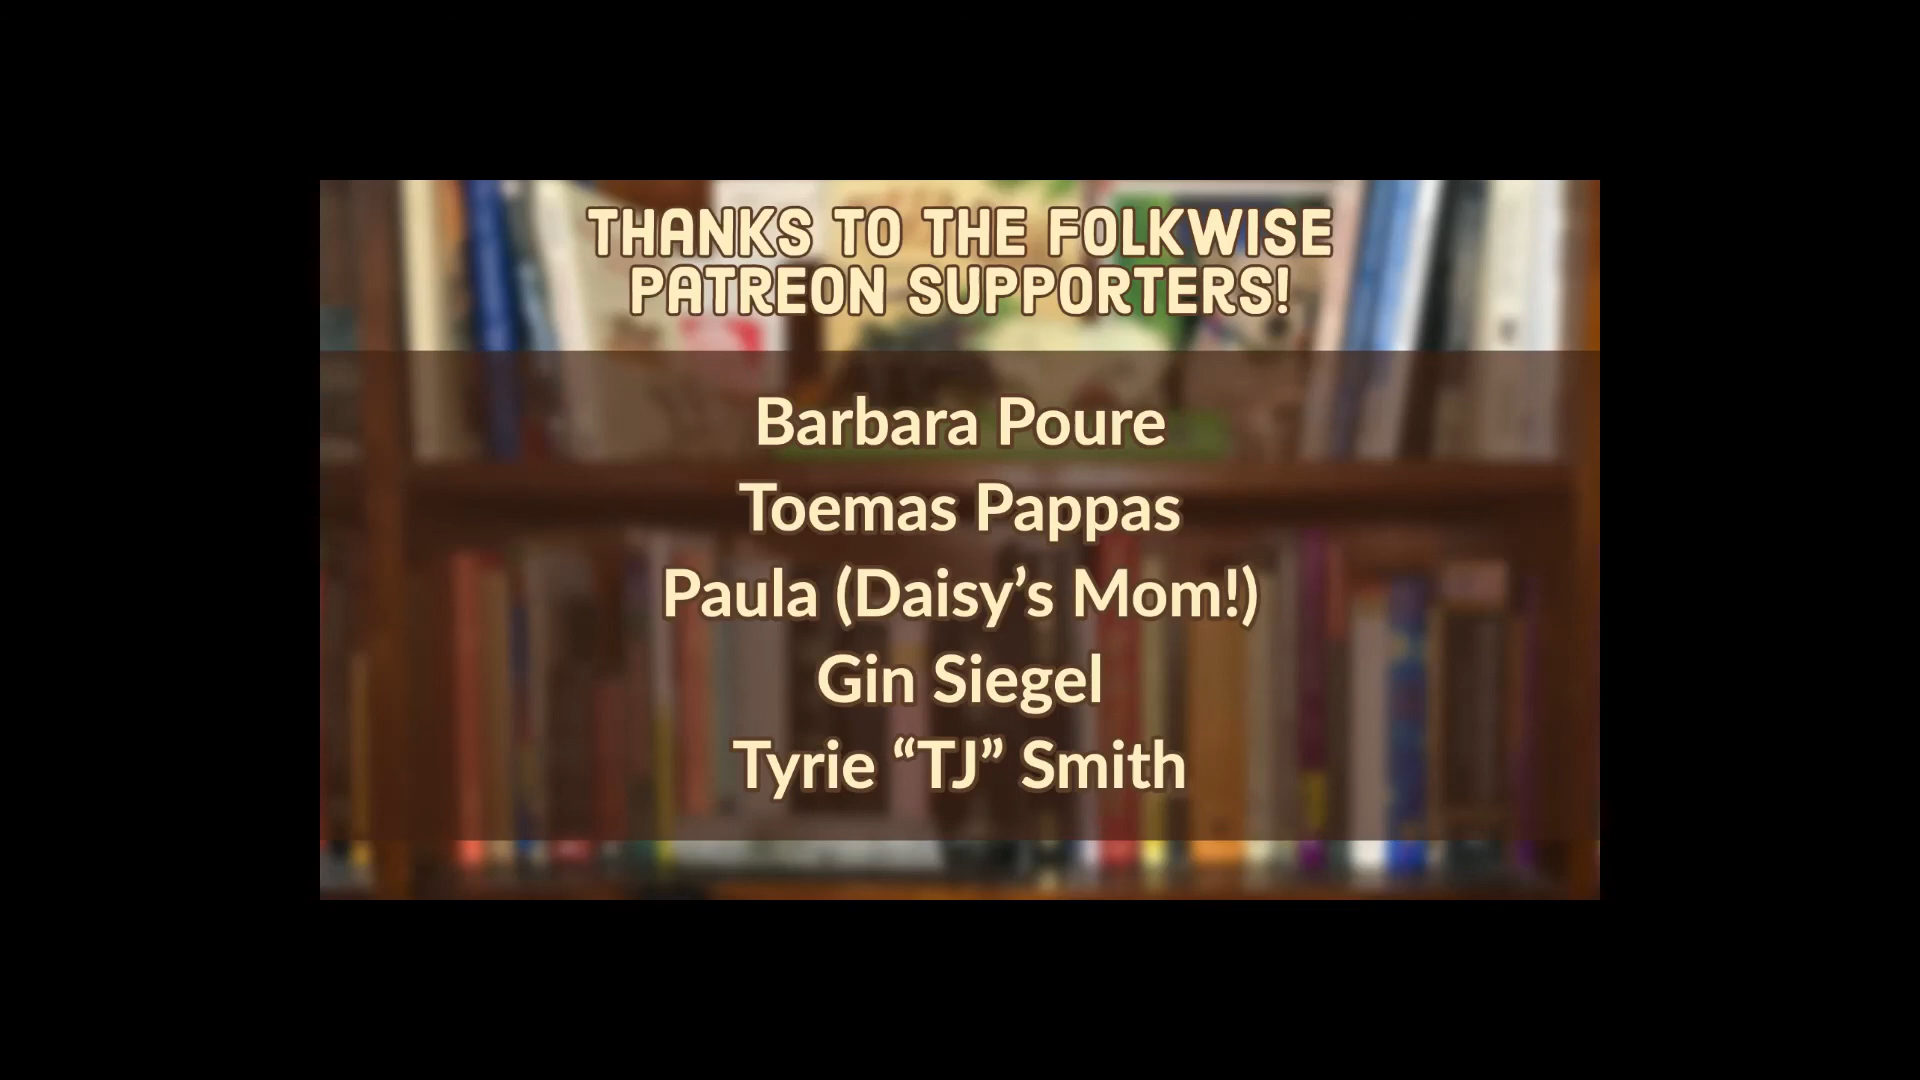 THANKS TO THE FOLKWISE
PATREON SUPPORTERS!
Barbara Poure
Toemas Pappas
Paula (Daisy’s Mom!)
Gin Siegel
Tyrie “TJ” Smith